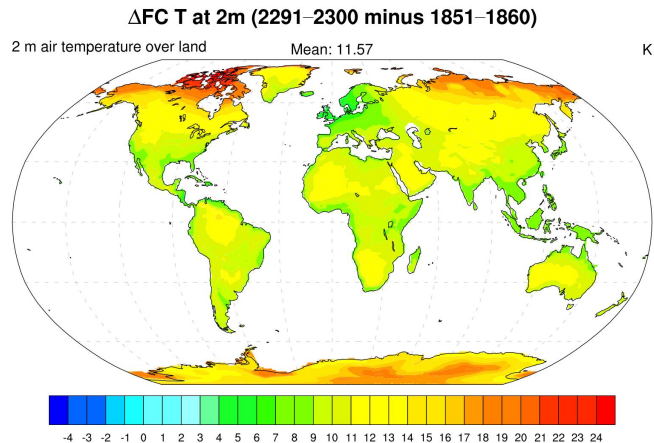 ΔFC T at 2m (2291–2300 minus 1851–1860)
2 m air temperature over land Mean: 11.57 K
-4 -3 -2 -1 0 1 2 3 4 5 6 7 8 9 10 11 12 13 14 15 16 17 18 19 20 21 22 23 24